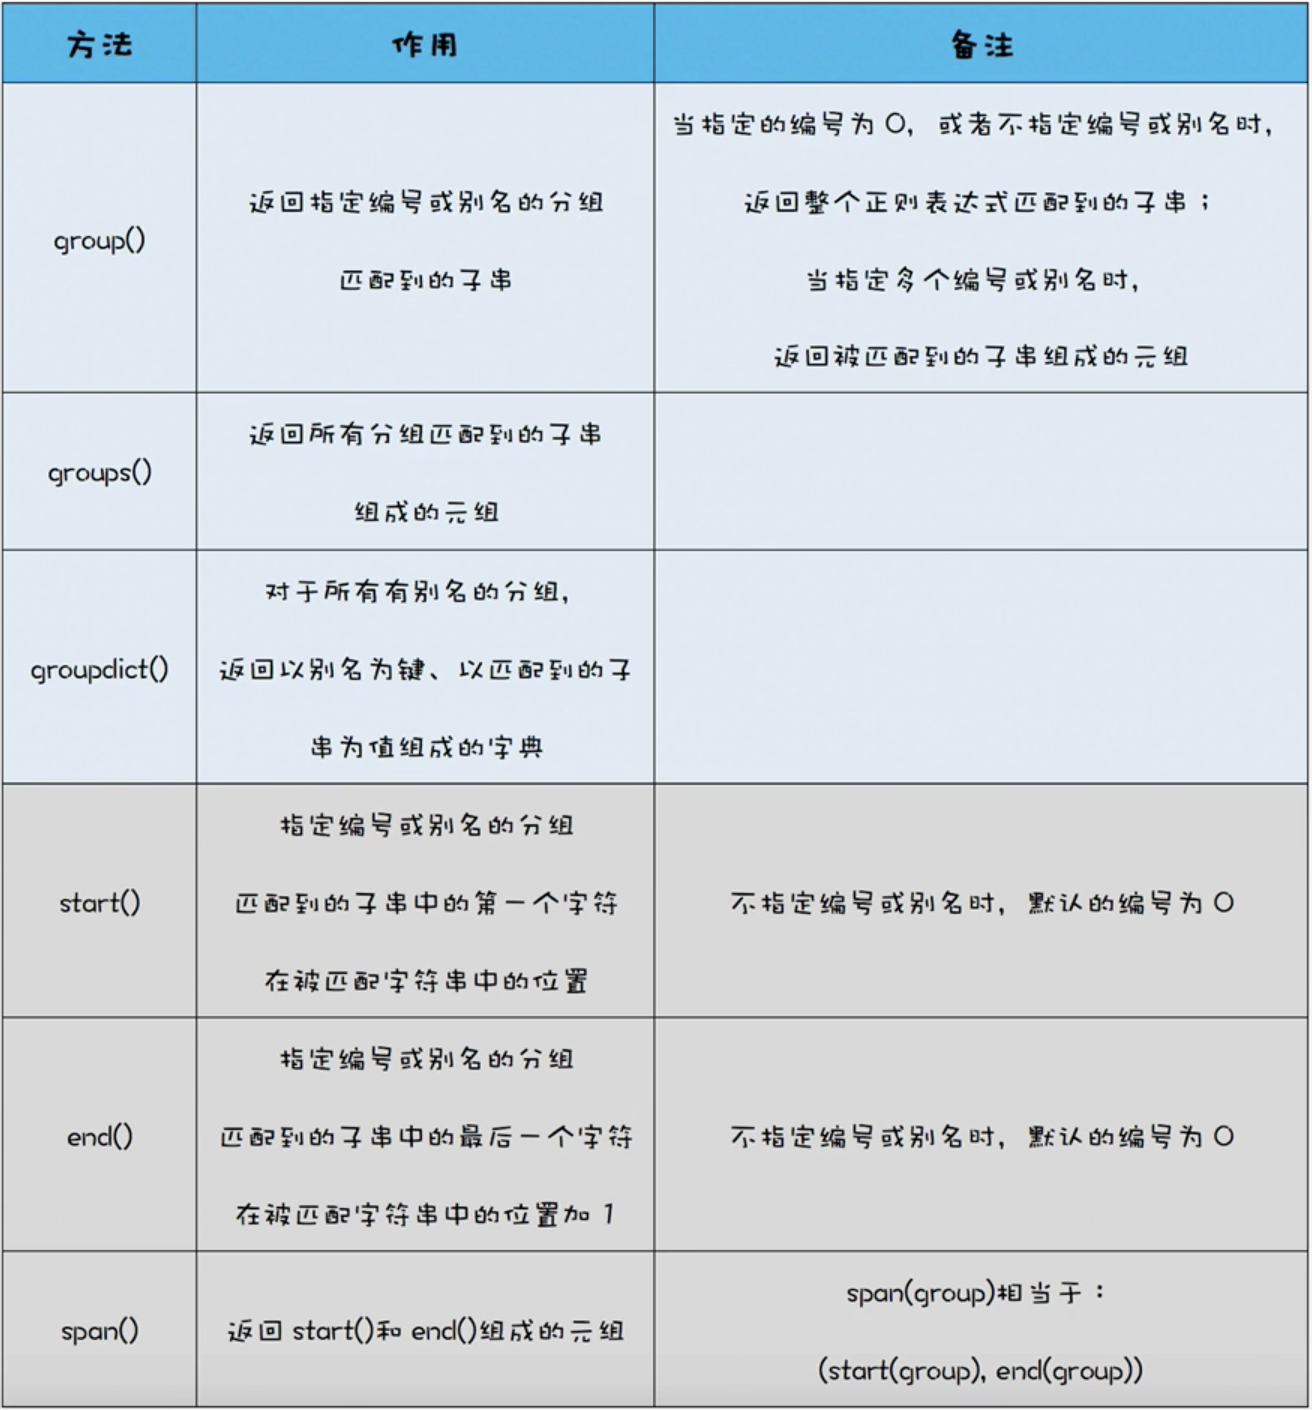 方法 作用 备注
group()
返回指定编号或别名的分组
匹配到的子串
当指定的编号为 0，或者不指定编号或别名时，
返回整个正则表达式匹配到的子串；
当指定多个编号或别名时，
返回被匹配到的子串组成的元组
groups()
返回所有分组匹配到的子串
组成的元组
groupdict()
对于所有有别名的分组，
返回以别名为键、以匹配到的子
串为值组成的字典
start()
指定编号或别名的分组
匹配到的子串中的第一个字符
在被匹配字符串中的位置
不指定编号或别名时，默认的编号为 0
end()
指定编号或别名的分组
匹配到的子串中的最后一个字符
在被匹配字符串中的位置加 1
不指定编号或别名时，默认的编号为 0
span()
返回 start()和 end()组成的元组
span(group)相当于：
(start(group), end(group))